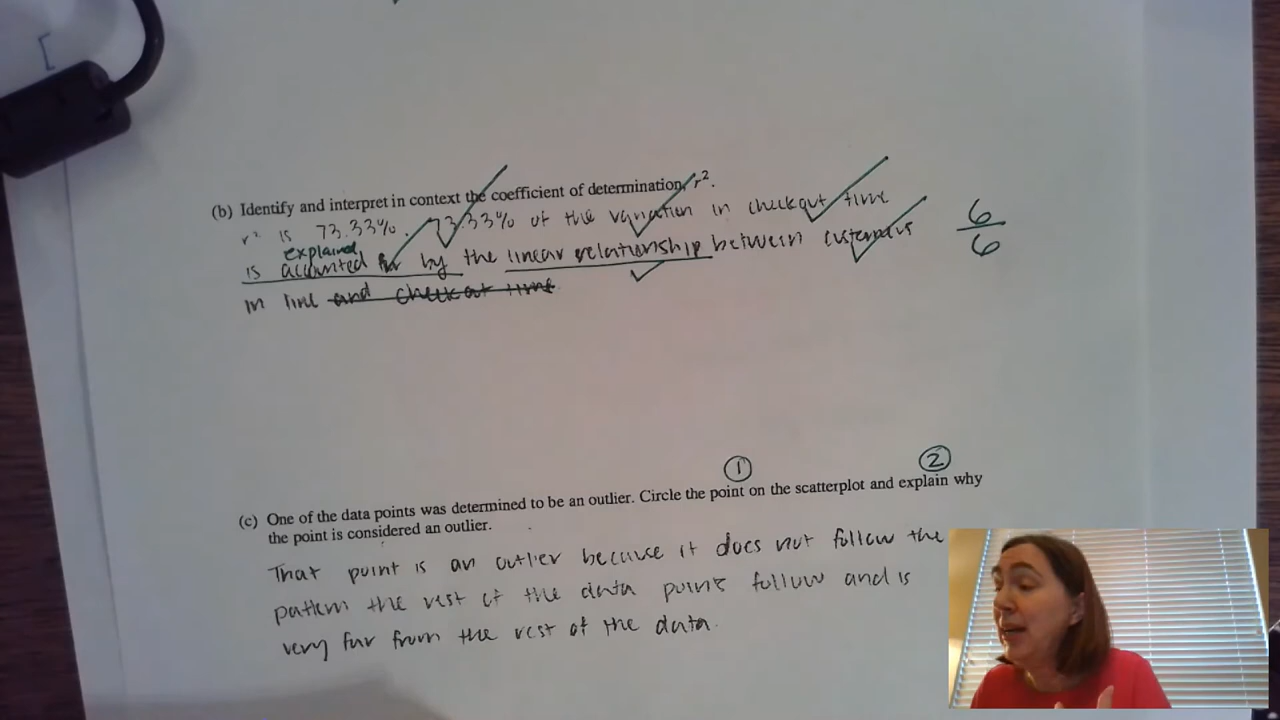 (b) Identify and interpret in context the coefficient of determination, r².
r² is 73.33%. 73.33% of the variation in checkout time
explained
is accounted for by the linear relationship between customers
in line and checkout time
6
6
1 2
(c) One of the data points was determined to be an outlier. Circle the point on the scatterplot and explain why
the point is considered an outlier.
That point is an outlier because it does not follow the
pattern the rest of the data points follow and is
very far from the rest of the data.